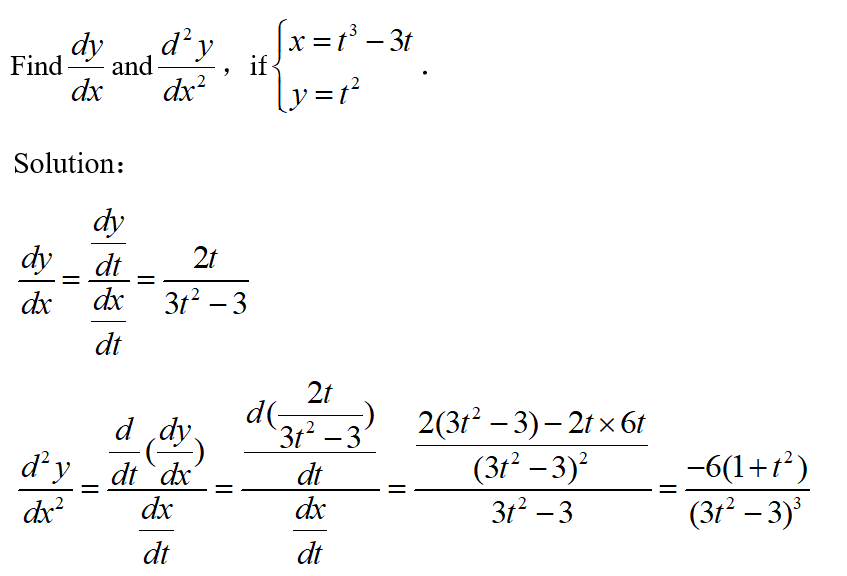 Find dy/dx and d²y/dx² , if { x = t³ − 3t
y = t² .
Solution:
dy/dx = (dy/dt)/(dx/dt) = 2t/(3t² − 3)
d²y/dx² = (d/dt (dy/dx))/(dx/dt) = (d(2t/(3t² − 3))/dt)/(dx/dt) = ((2(3t² − 3) − 2t × 6t)/(3t² − 3)²)/(3t² − 3) = −6(1 + t²)/(3t² − 3)³